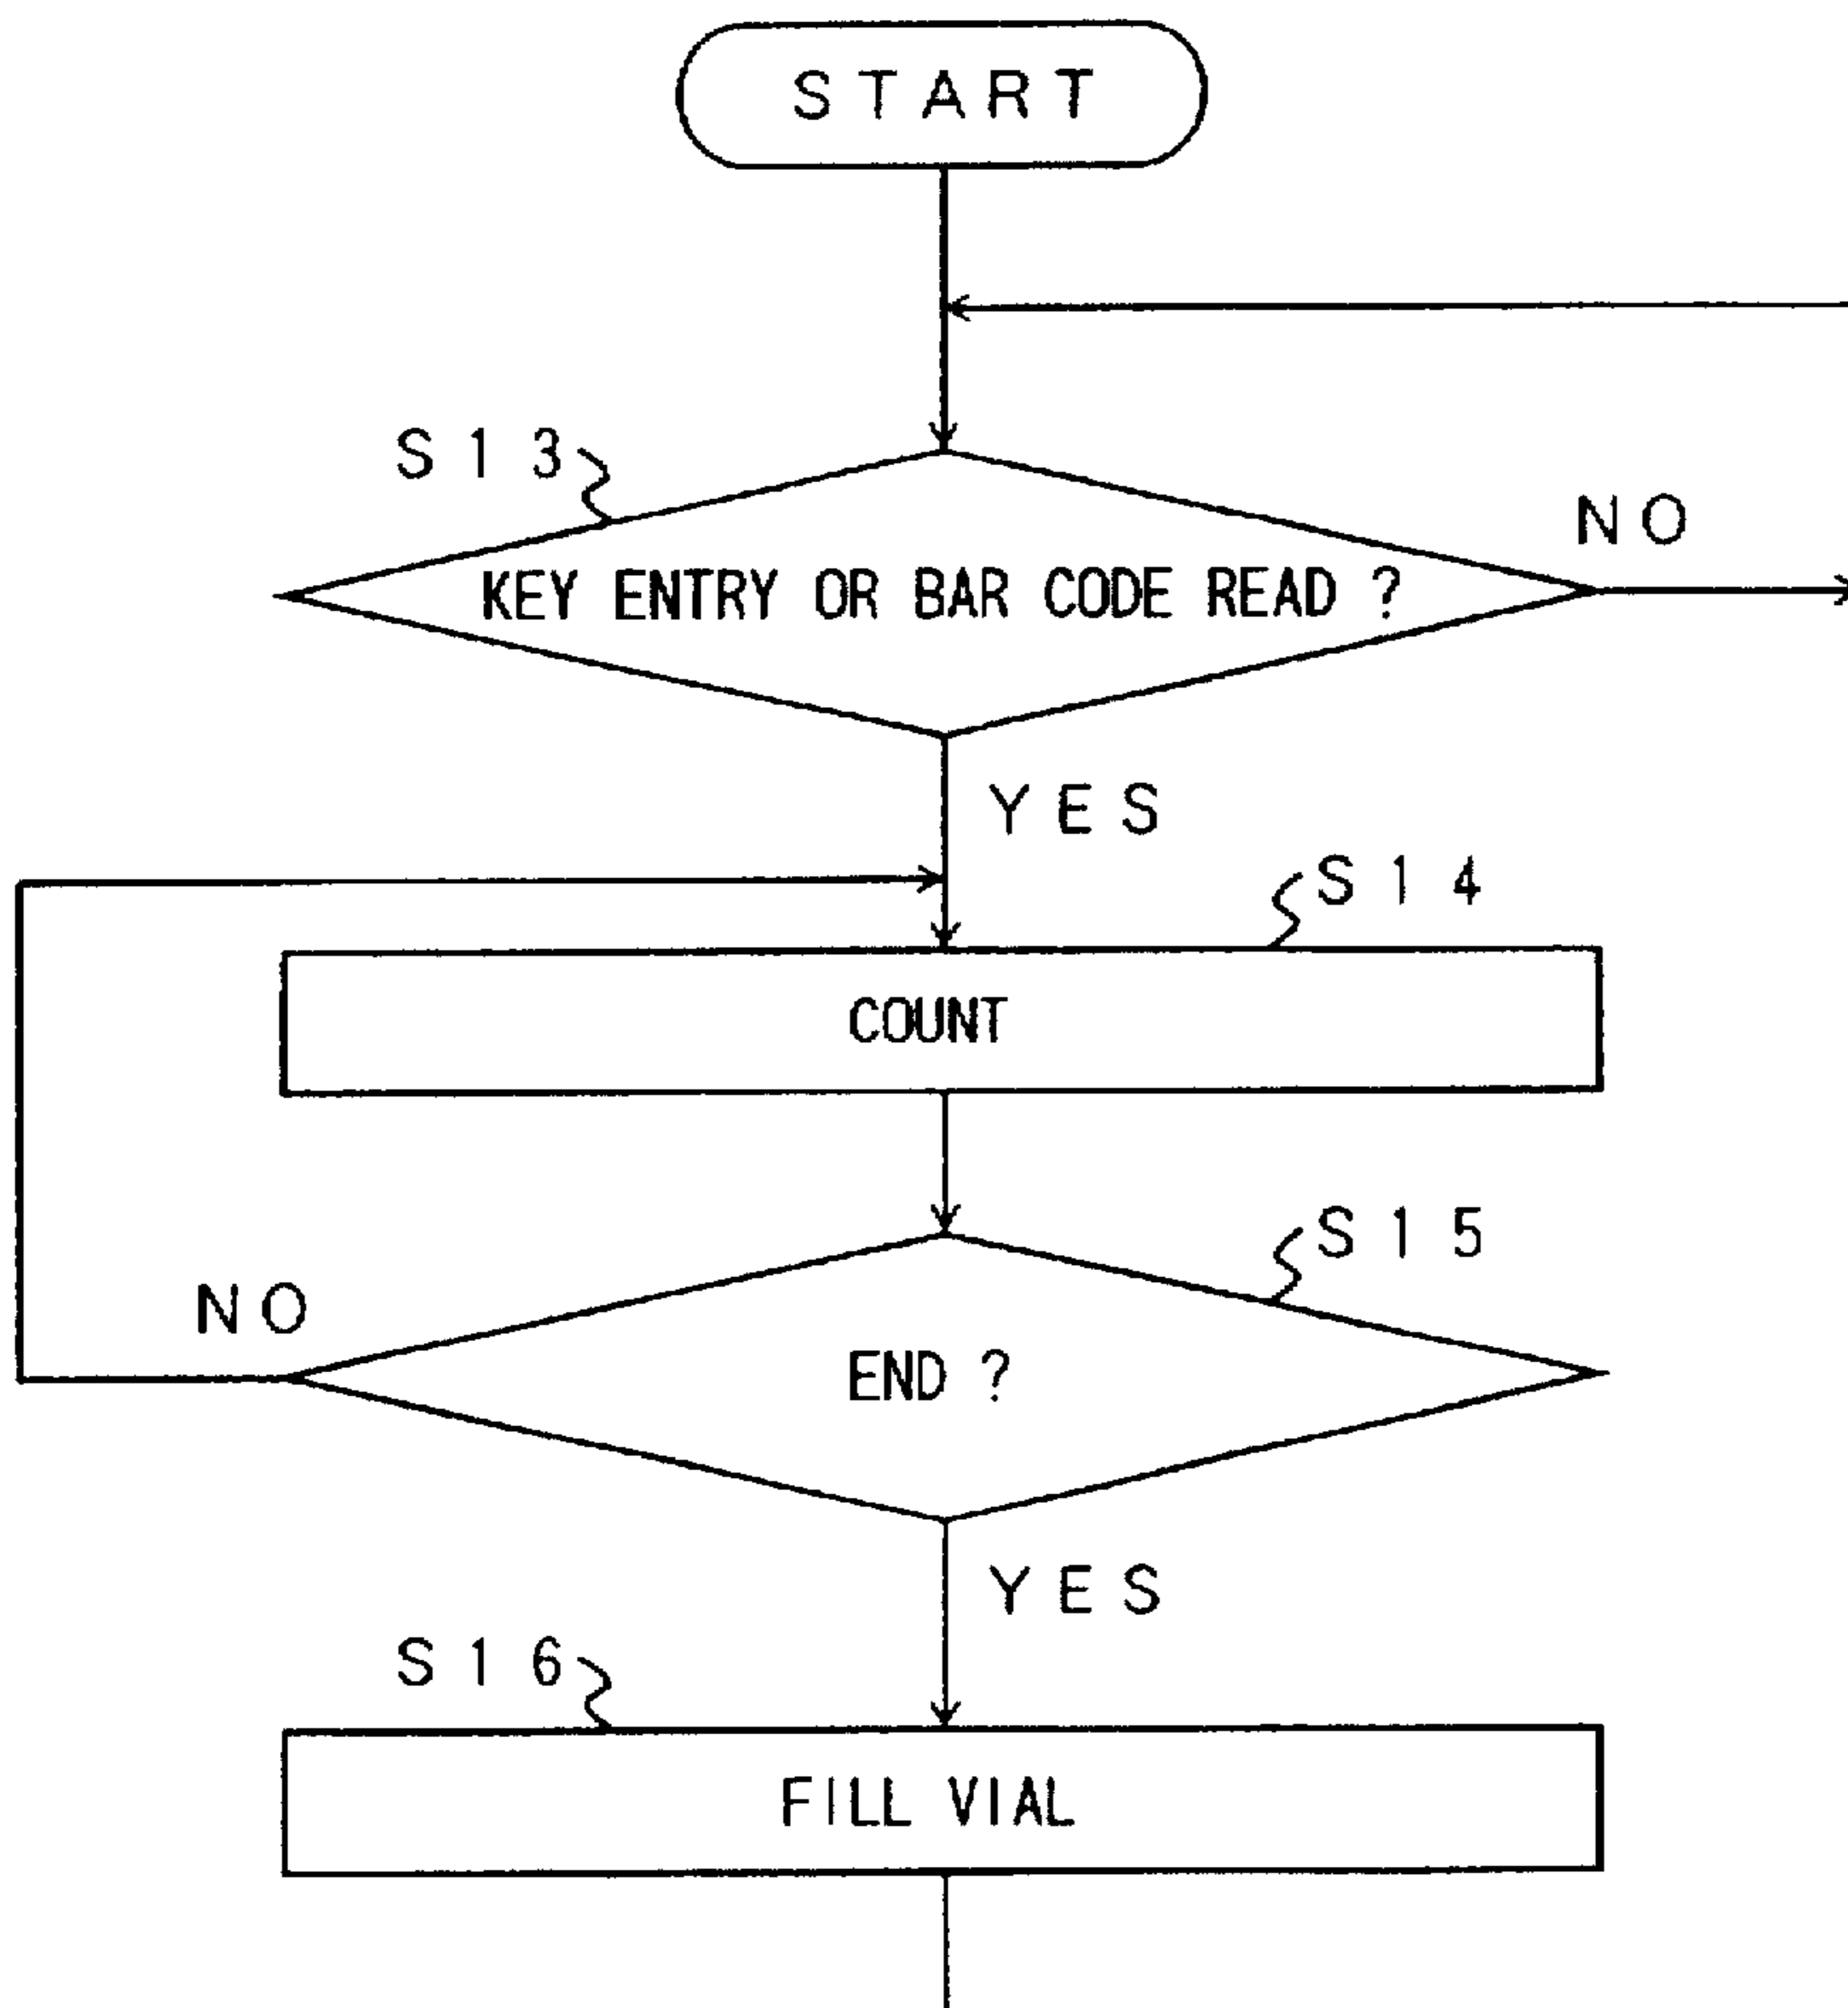 START
S13
NO
KEY ENTRY OR BAR CODE READ ?
YES
S14
COUNT
S15
NO
END ?
YES
S16
FILL VIAL